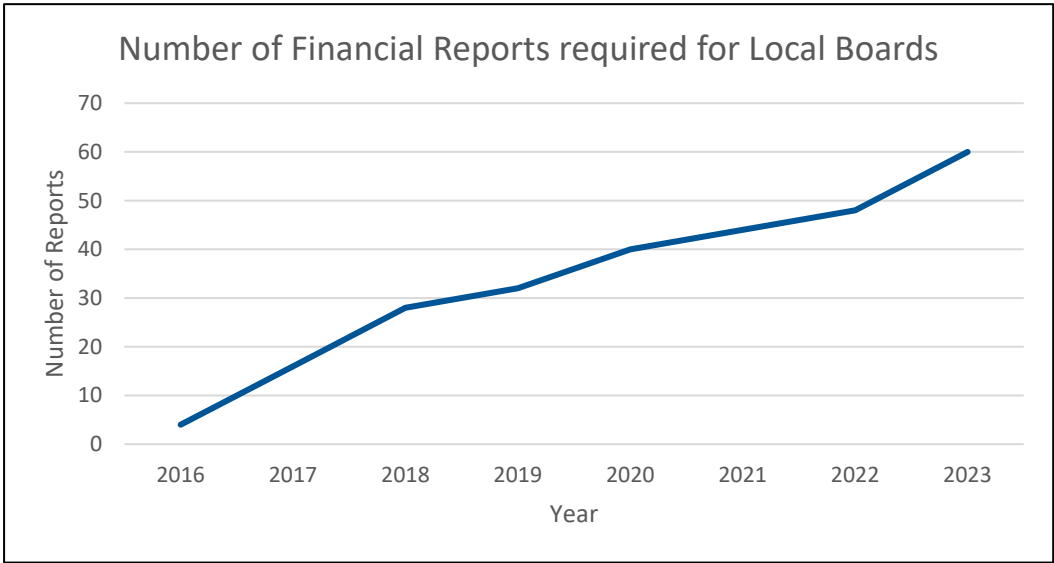 Number of Financial Reports required for Local Boards
70
60
50
40
30
20
10
0
Number of Reports
2016 2017 2018 2019 2020 2021 2022 2023
Year